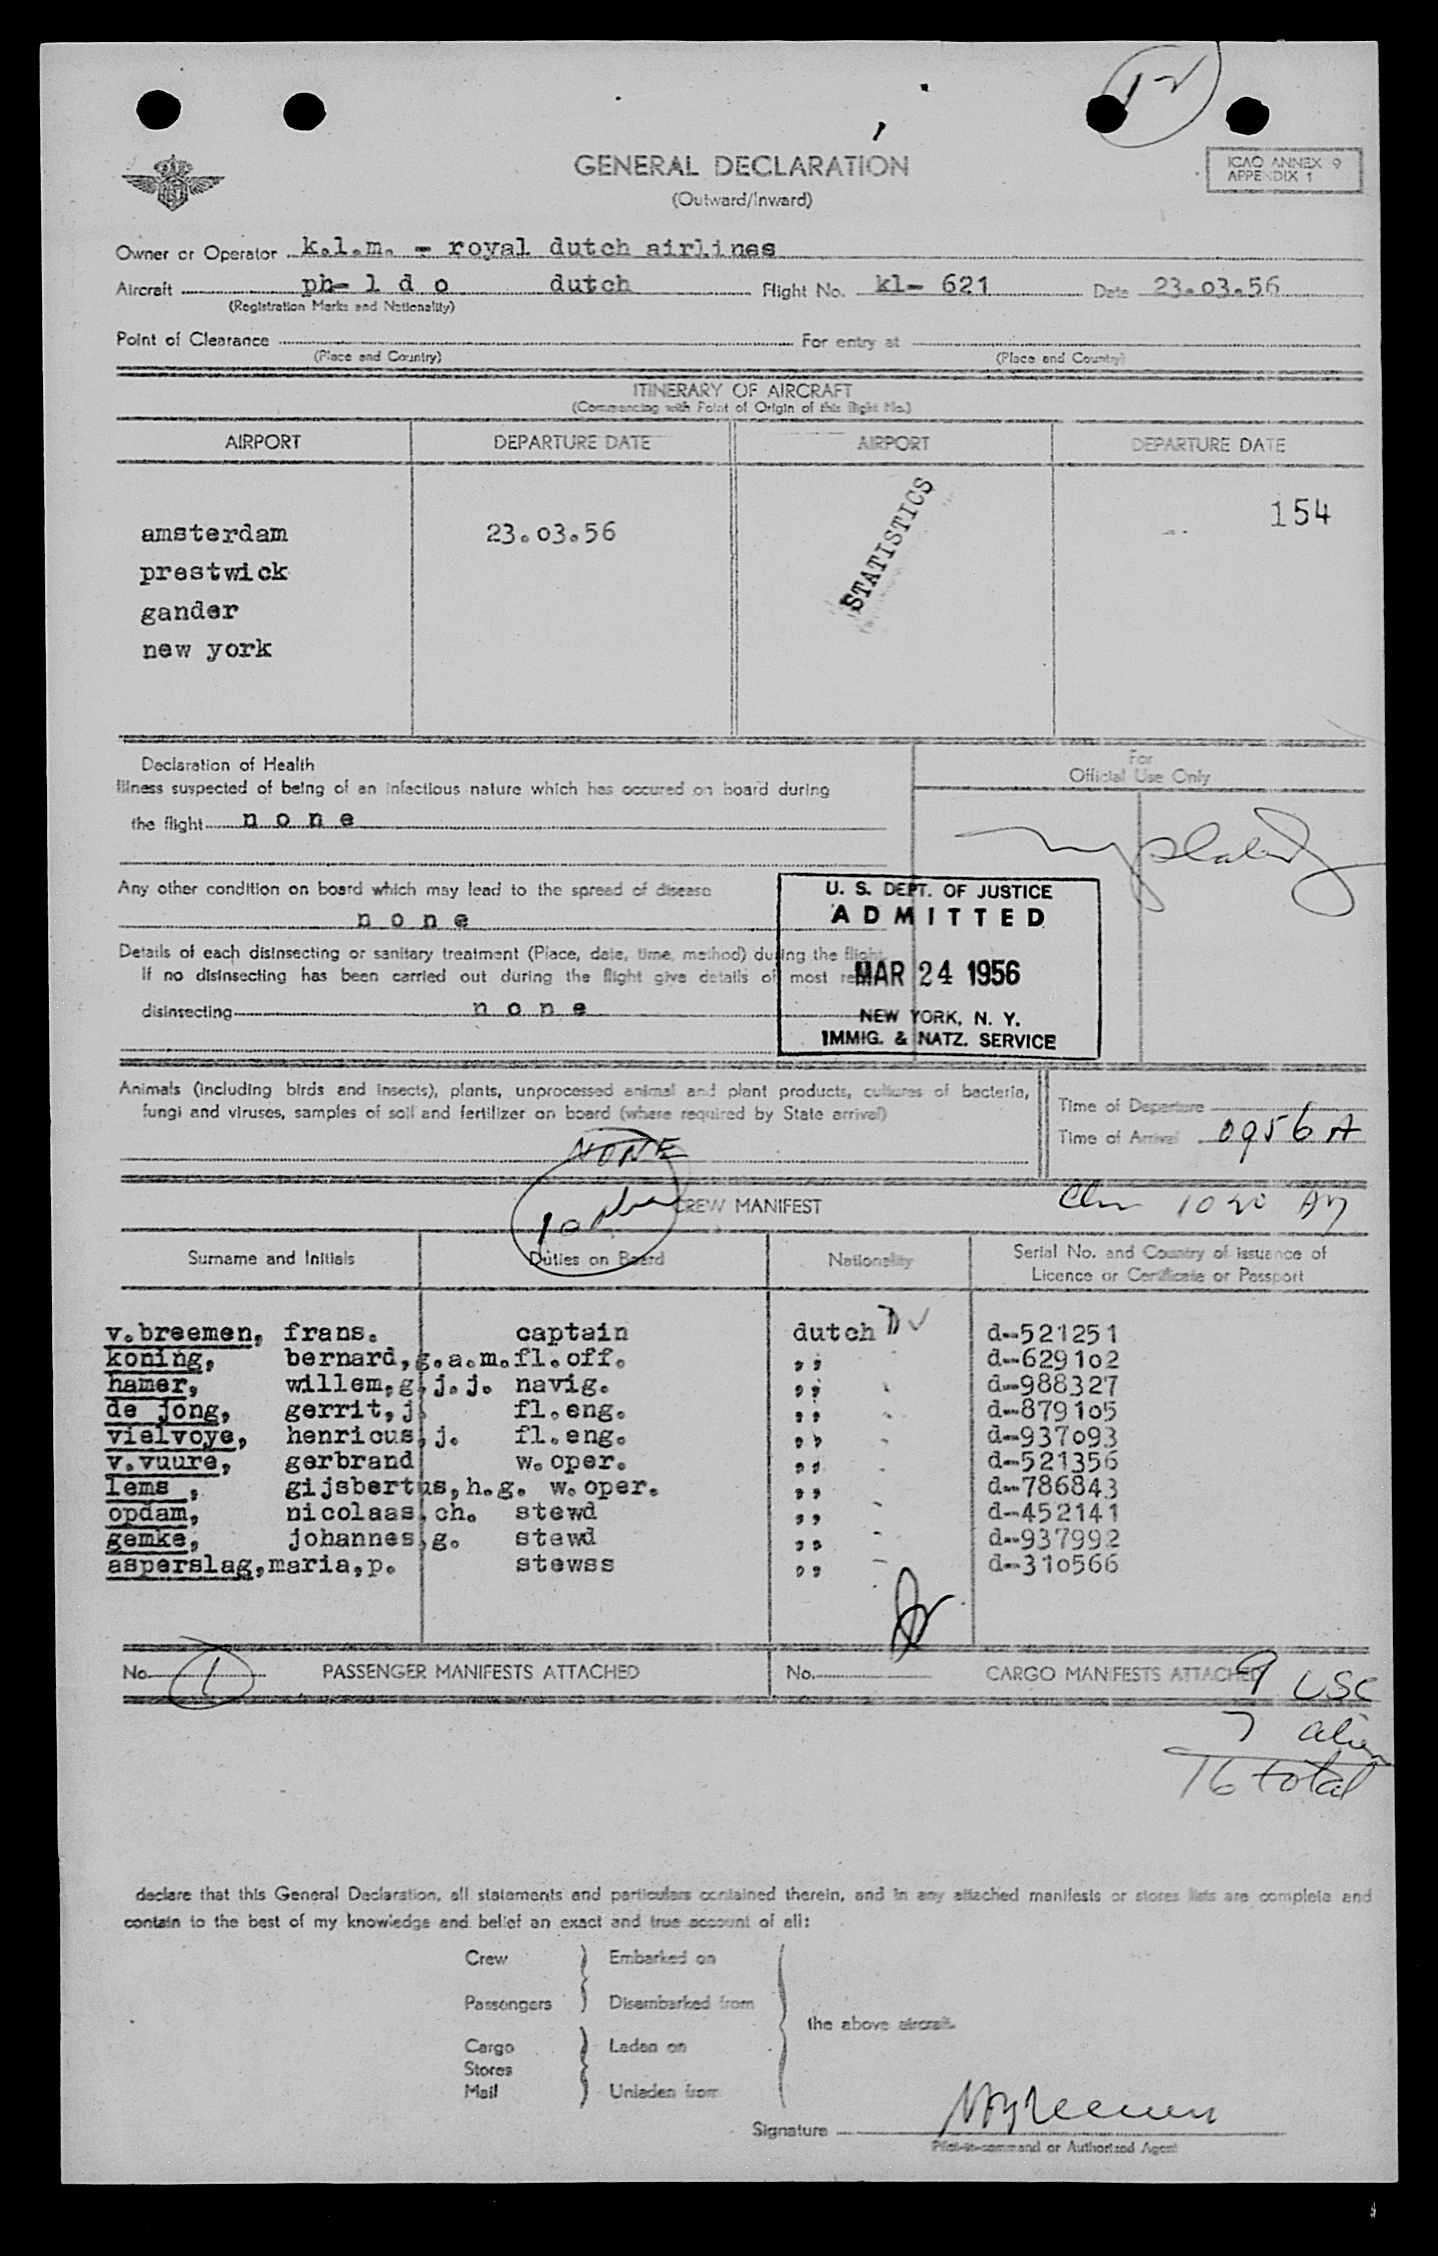 12
GENERAL DECLARATION
(Outward/Inward)
ICAO ANNEX 9
APPENDIX 1
Owner or Operator k.l.m. - royal dutch airlines
Aircraft ph- l d o dutch Flight No. kl- 621 Date 23.03.56
(Registration Marks and Nationality)
Point of Clearance For entry at
(Place and Country) (Place and Country)
ITINERARY OF AIRCRAFT
(Commencing with Point of Origin of this flight No.)
AIRPORT DEPARTURE DATE AIRPORT DEPARTURE DATE
154
STATISTICS
amsterdam 23.03.56
prestwick
gander
new york
Declaration of Health
For
Official Use Only
Illness suspected of being of an infectious nature which has occured on board during
the flight n o n e
Any other condition on board which may lead to the spread of disease
n o n e
Details of each disinsecting or sanitary treatment (Place, date, time, method) during the flight.
If no disinsecting has been carried out during the flight give details of most re
disinsecting n o n e
U. S. DEPT. OF JUSTICE
ADMITTED
MAR 24 1956
NEW YORK, N. Y.
IMMIG. & NATZ. SERVICE
Animals (including birds and insects), plants, unprocessed animal and plant products, cultures of bacteria,
fungi and viruses, samples of soil and fertilizer on board (where required by State arrival)
NONE
Time of Departure
Time of Arrival 0956 A
10
CREW MANIFEST
1020 AM
Surname and Initials Duties on Board Nationality Serial No. and Country of issuance of
Licence or Certificate or Passport
v.breemen, frans. captain dutch d-521251
koning, bernard,g.a.m. fl.off. ,, d-629102
hamer, willem,g.j.j. navig. ,, d-988327
de jong, gerrit,j. fl.eng. ,, d-879105
vielvoye, henricus,j. fl.eng. ,, d-937093
v.vuure, gerbrand w.oper. ,, d-521356
lems , gijsbertus,h.g. w.oper. ,, d-786843
opdam, nicolaas,ch. stewd ,, d-452141
gemke, johannes,g. stewd ,, d-937992
asperslag,maria,p. stewss ,, d-310566
No. 1 PASSENGER MANIFESTS ATTACHED No. CARGO MANIFESTS ATTACHED
9 USC
7 alien
16 total
declare that this General Declaration, all statements and particulars contained therein, and in any attached manifests or stores lists are complete and
contain to the best of my knowledge and belief an exact and true account of all:
Crew Embarked on
Passengers Disembarked from
the above aircraft.
Cargo Laden on
Stores
Mail Unladen from
Signature
Pilot-in-command or Authorized Agent